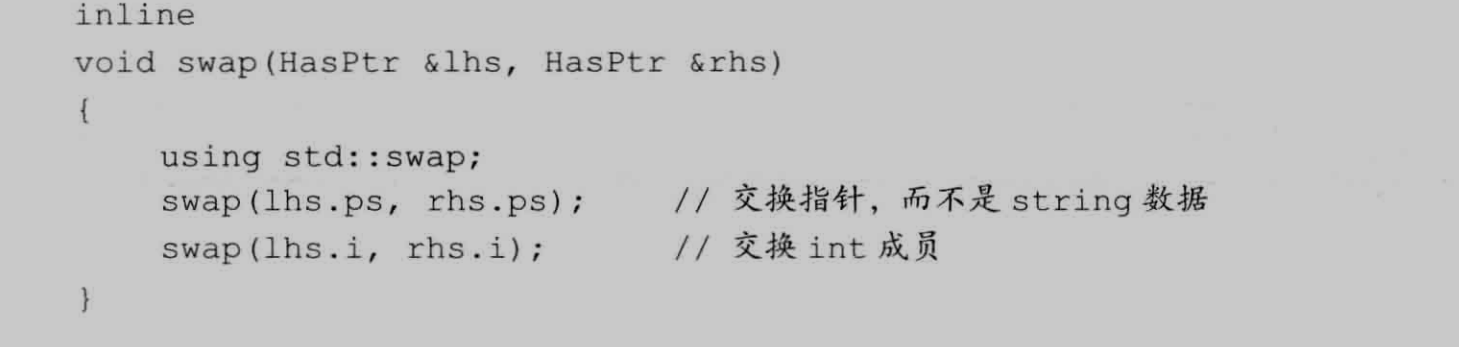 inline
void swap(HasPtr &lhs, HasPtr &rhs)
{
    using std::swap;
    swap(lhs.ps, rhs.ps);    // 交换指针，而不是 string 数据
    swap(lhs.i, rhs.i);      // 交换 int 成员
}